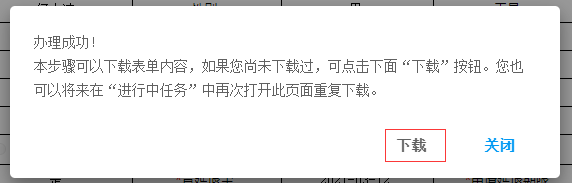 办理成功！
本步骤可以下载表单内容，如果您尚未下载过，可点击下面“下载”按钮。您也
可以将来在“进行中任务”中再次打开此页面重复下载。
下载 关闭